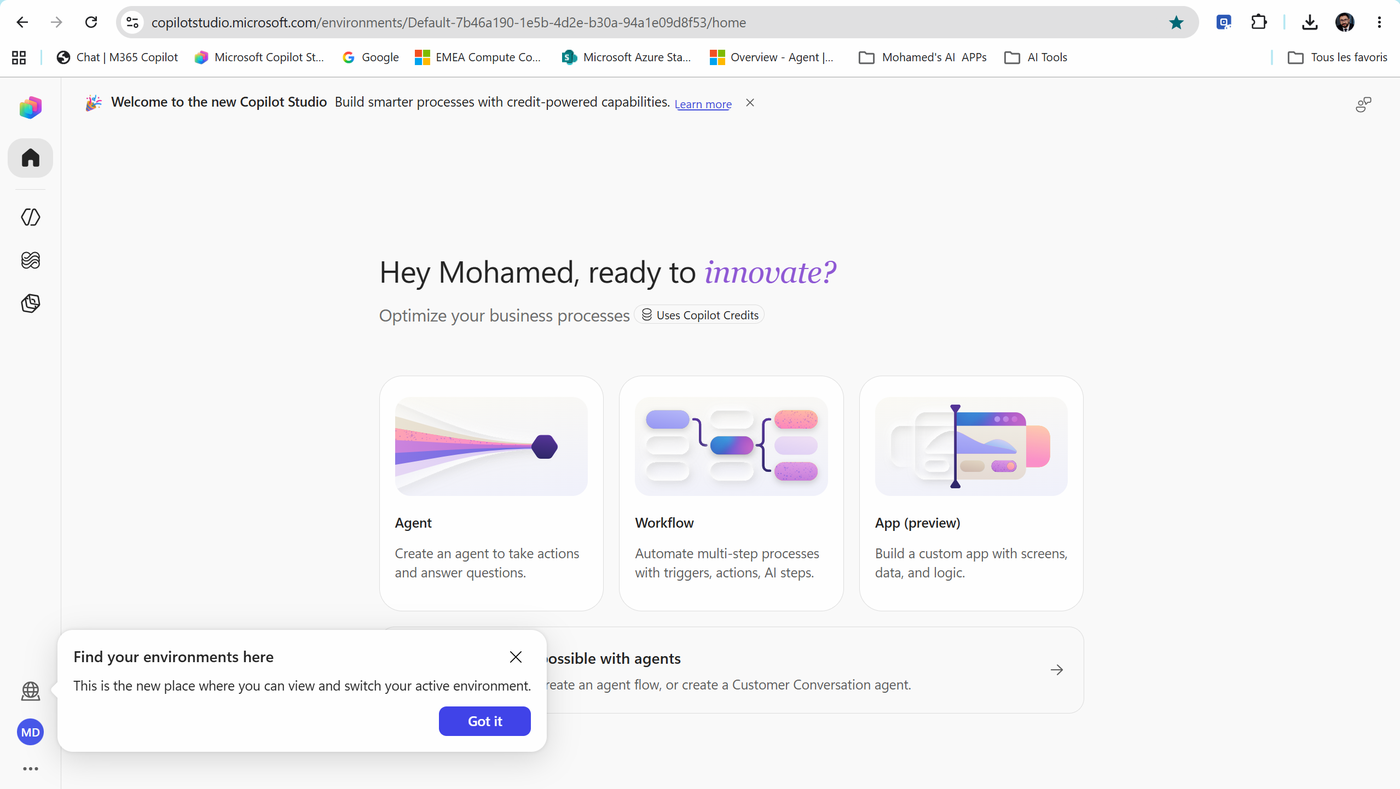 copilotstudio.microsoft.com/environments/Default-7b46a190-1e5b-4d2e-b30a-94a1e09d8f53/home
Chat | M365 Copilot
Microsoft Copilot St...
Google
EMEA Compute Co...
Microsoft Azure Sta...
Overview - Agent |...
Mohamed's AI APPs
AI Tools
Tous les favoris
Welcome to the new Copilot Studio Build smarter processes with credit-powered capabilities. Learn more
Hey Mohamed, ready to innovate?
Optimize your business processes Uses Copilot Credits
Agent
Create an agent to take actions
and answer questions.
Workflow
Automate multi-step processes
with triggers, actions, AI steps.
App (preview)
Build a custom app with screens,
data, and logic.
Find your environments here
This is the new place where you can view and switch your active environment.
Got it
possible with agents
create an agent flow, or create a Customer Conversation agent.
MD